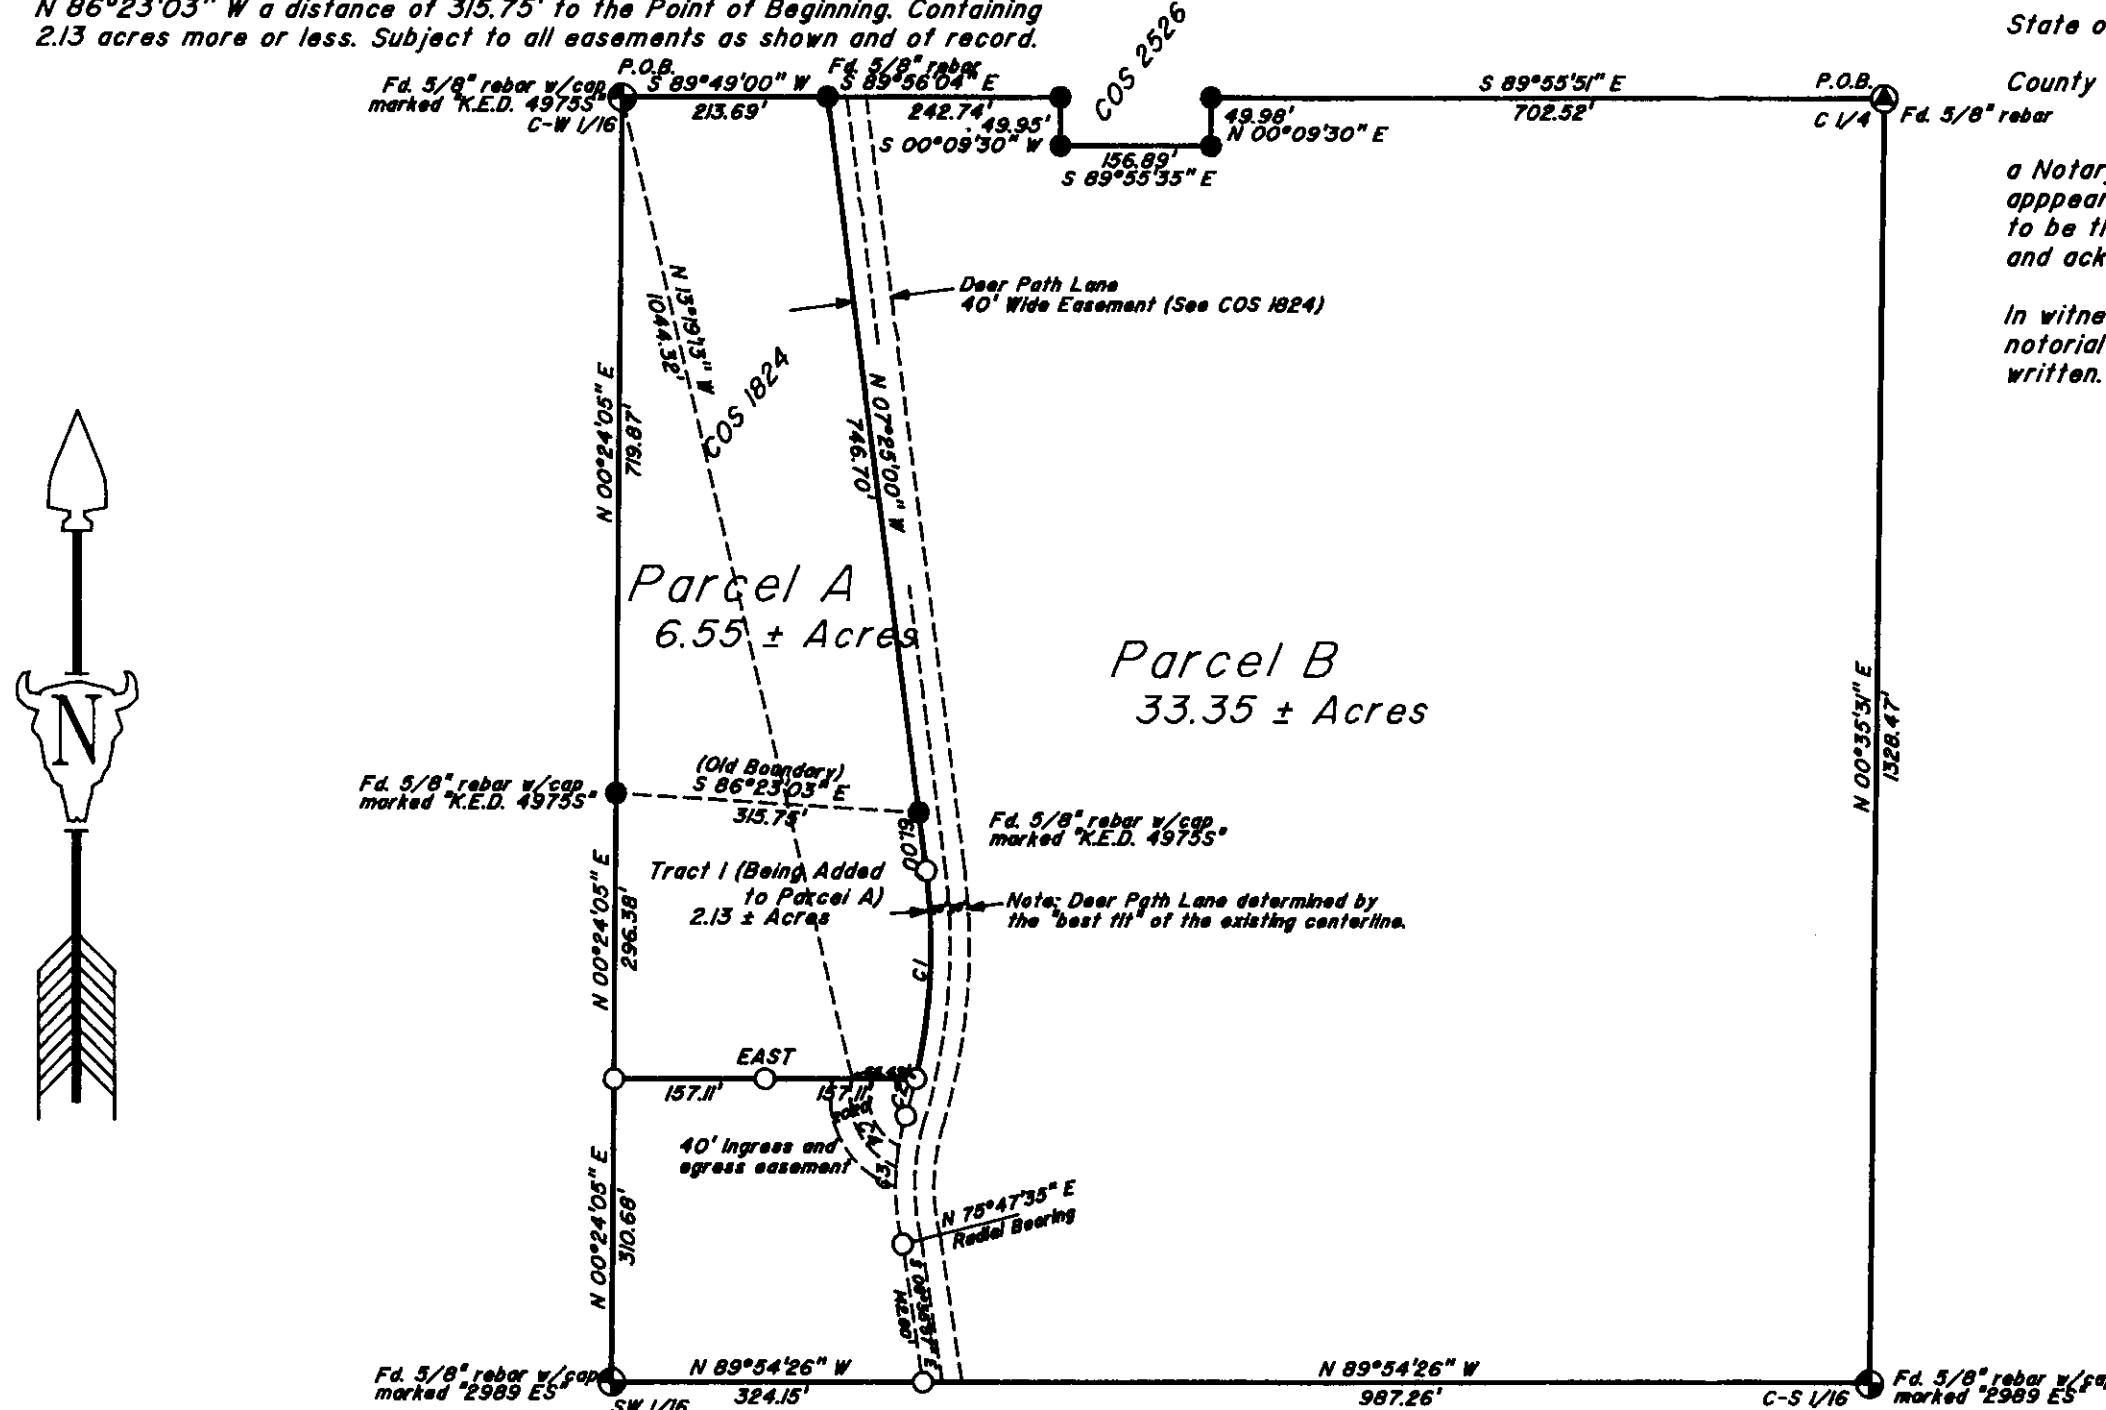 N 86°23'03" W a distance of 315.75' to the Point of Beginning. Containing
2.13 acres more or less. Subject to all easements as shown and of record.
State o
County
a Notary
apppear
to be th
and ack
In witne
notorial
written.
COS 2526
Fd. 5/8" rebar w/cap
marked "K.E.D. 4975S"
P.O.B.
C-W 1/16
S 89°49'00" W
213.69'
Fd. 5/8" rebar
S 89°56'04" E
242.74'
49.95'
S 00°09'30" W
156.89'
S 89°55'35" E
49.98'
N 00°09'30" E
S 89°55'51" E
702.52'
P.O.B.
C 1/4
Fd. 5/8" rebar
Deer Path Lane
40' Wide Easement (See COS 1824)
N 13°19'13" W
1044.32'
COS 1824
N 00°24'05" E
719.87'
N 07°25'00" W
746.70'
Parcel A
6.55 ± Acres
Parcel B
33.35 ± Acres
N 00°35'31" E
1328.47'
N
(Old Boundary)
S 86°23'03" E
315.75'
Fd. 5/8" rebar w/cap
marked "K.E.D. 4975S"
Fd. 5/8" rebar w/cap
marked "K.E.D. 4975S"
61.00'
Tract 1 (Being Added
to Parcel A)
2.13 ± Acres
Note: Deer Path Lane determined by
the "best fit" of the existing centerline.
N 00°24'05" E
296.38'
C1
EAST
157.11'
157.11'
40' Ingress and
egress easement
C4
C3
N 00°24'05" E
310.68'
N 75°47'35" E
Radial Bearing
142.80'
Fd. 5/8" rebar w/cap
marked "2989 ES"
SW 1/16
N 89°54'26" W
324.15'
N 89°54'26" W
987.26'
C-S 1/16
Fd. 5/8" rebar w/cap
marked "2989 ES"